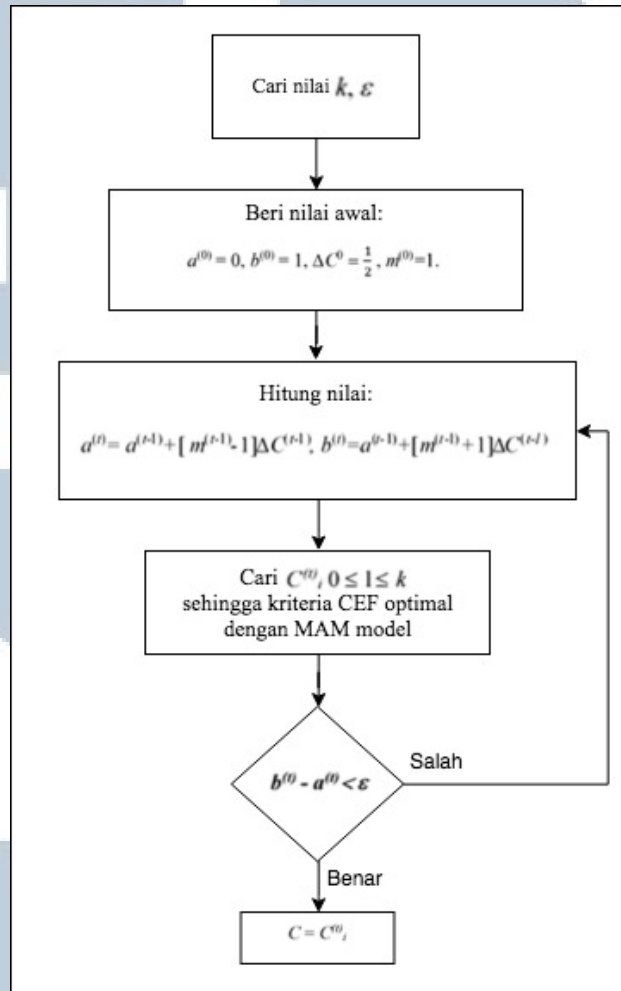 Cari nilai k, ε
Beri nilai awal:
a⁽⁰⁾ = 0, b⁽⁰⁾ = 1, ΔC⁰ = 1/2, m⁽⁰⁾=1.
Hitung nilai:
a⁽ᵗ⁾= a⁽ᵗ⁻¹⁾+[m⁽ᵗ⁻¹⁾-1]ΔC⁽ᵗ⁻¹⁾, b⁽ᵗ⁾=a⁽ᵗ⁻¹⁾+[m⁽ᵗ⁻¹⁾+1]ΔC⁽ᵗ⁻¹⁾
Cari C⁽ᵗ⁾ᵢ 0 ≤ 1 ≤ k
sehingga kriteria CEF optimal
dengan MAM model
b⁽ᵗ⁾ - a⁽ᵗ⁾ < ε
Salah
Benar
C = C⁽ᵗ⁾ᵢ